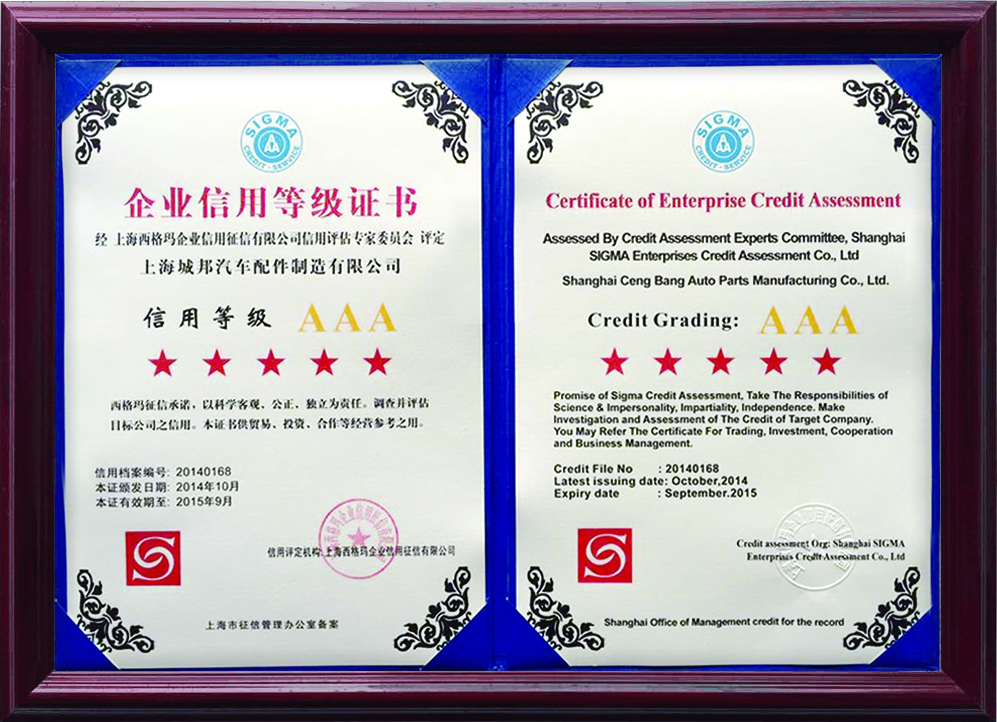 SIGMA
CREDIT-SERVICE
企业信用等级证书
经 上海西格玛企业信用征信有限公司信用评估专家委员会 评定
上海城邦汽车配件制造有限公司
信用等级 AAA
西格玛征信承诺，以科学客观、公正、独立为责任。调查并评估
目标公司之信用。本证书供贸易、投资、合作等经营参考之用。
信用档案编号: 20140168
本证颁发日期: 2014年10月
本证有效期至: 2015年9月
信用评定机构:上海西格玛企业信用征信有限公司
上海市征信管理办公室备案
SIGMA
CREDIT-SERVICE
Certificate of Enterprise Credit Assessment
Assessed By Credit Assessment Experts Committee, Shanghai
SIGMA Enterprises Credit Assessment Co., Ltd
Shanghai Ceng Bang Auto Parts Manufacturing Co., Ltd.
Credit Grading: AAA
Promise of Sigma Credit Assessment, Take The Responsibilities of
Science & Impersonality, Impartiality, Independence. Make
Investigation and Assessment of The Credit of Target Company.
You May Refer The Certificate For Trading, Investment, Cooperation
and Business Management.
Credit File No : 20140168
Latest issuing date: October,2014
Expiry date : September.2015
Credit assessment Org: Shanghai SIGMA
Enterprises Credit Assessment Co., Ltd
Shanghai Office of Management credit for the record